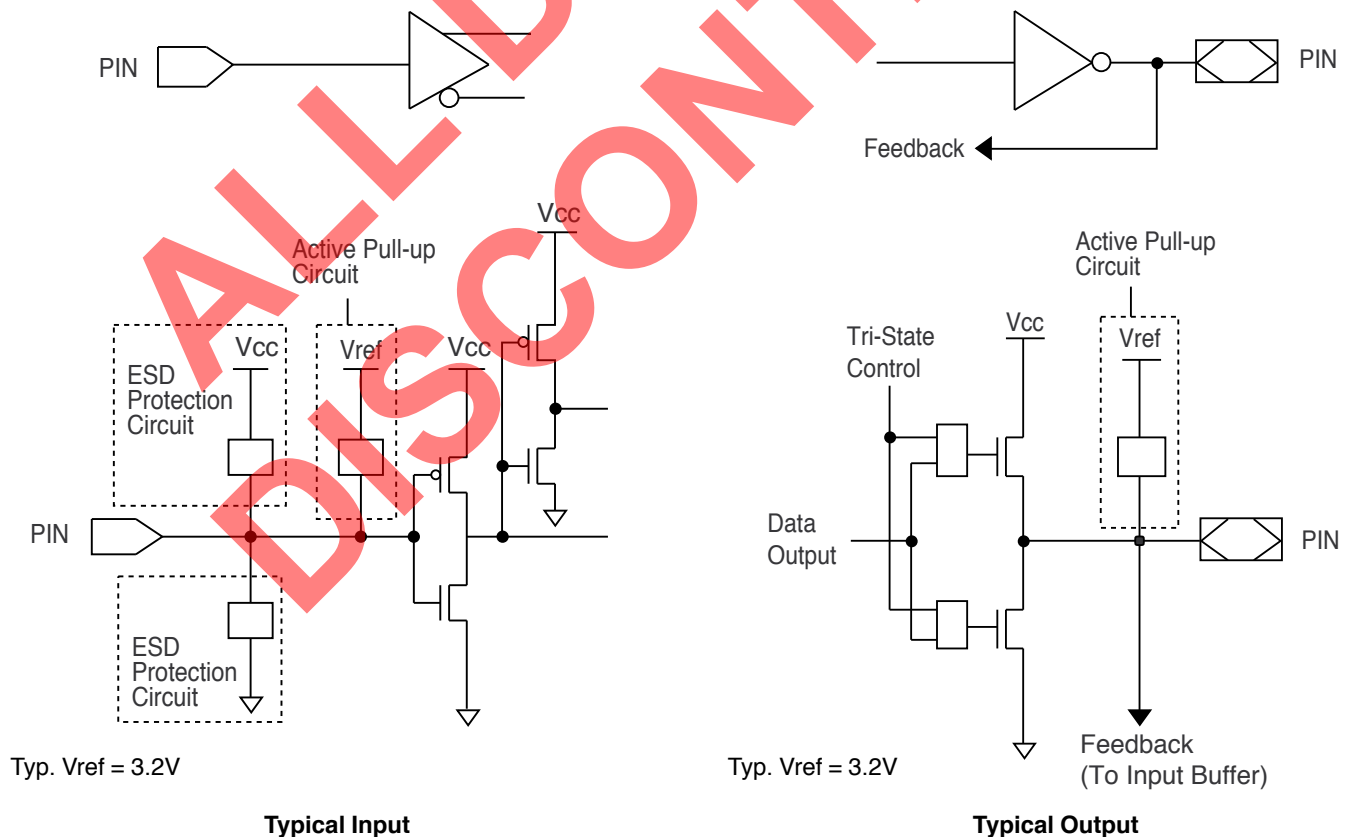 PIN
PIN
Feedback
Vcc
Active Pull-up
Circuit
Active Pull-up
Circuit
Vcc
Vref
Vcc
ESD
Protection
Circuit
Tri-State
Control
Vcc
Vref
PIN
Data
Output
PIN
ESD
Protection
Circuit
Feedback
(To Input Buffer)
Typ. Vref = 3.2V
Typ. Vref = 3.2V
Typical Input
Typical Output
ALL D
DISCONT